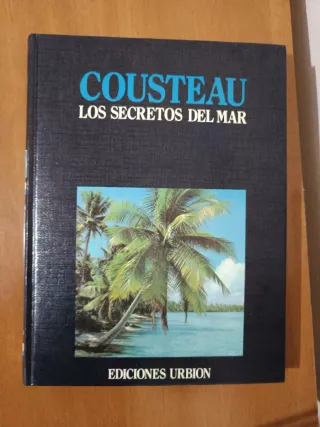 COUSTEAU
LOS SECRETOS DEL MAR
EDICIONES URBION